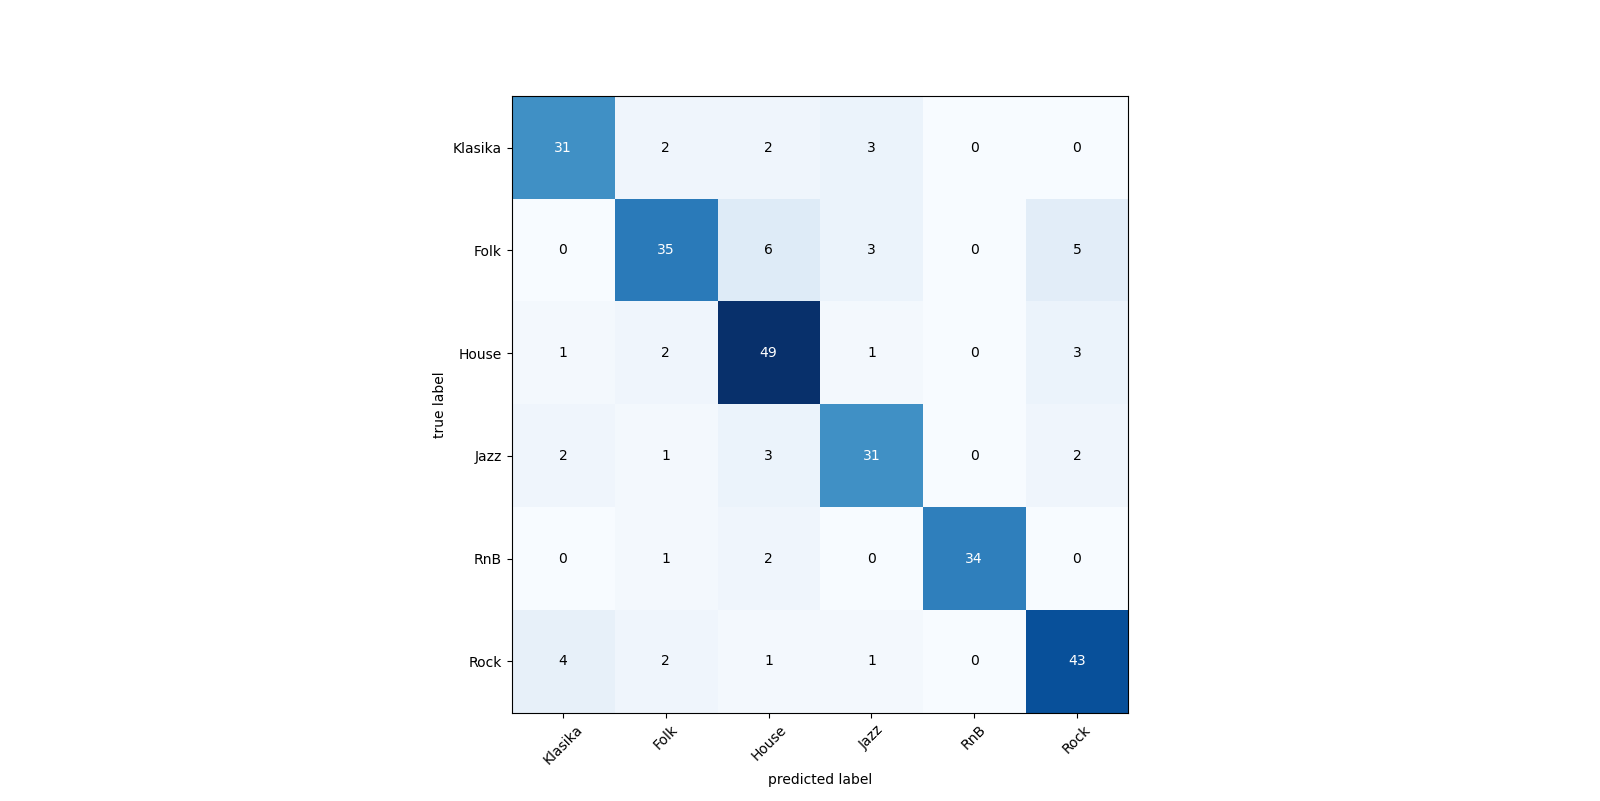 Klasika 31 2 2 3 0 0
Folk 0 35 6 3 0 5
House 1 2 49 1 0 3
true label
Jazz 2 1 3 31 0 2
RnB 0 1 2 0 34 0
Rock 4 2 1 1 0 43
Klasika Folk House Jazz RnB Rock
predicted label